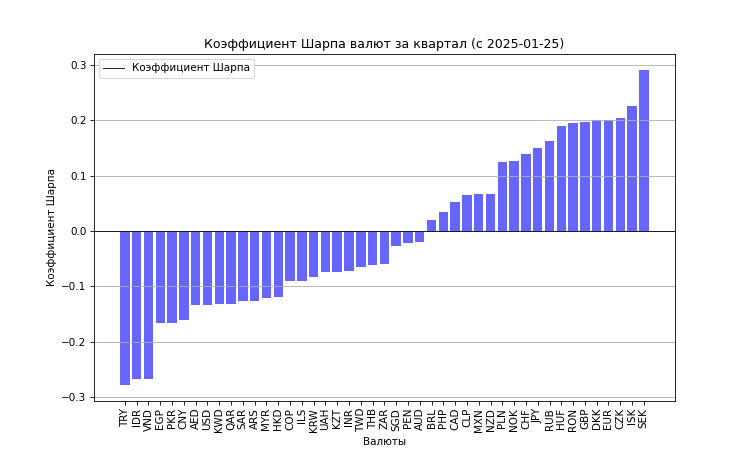 Коэффициент Шарпа валют за квартал (с 2025-01-25)
Коэффициент Шарпа
0.3
0.2
0.1
0.0
−0.1
−0.2
−0.3
Коэффициент Шарпа
TRY
IDR
VND
EGP
PKR
CNY
AED
USD
KWD
QAR
SAR
ARS
MYR
HKD
COP
ILS
KRW
UAH
KZT
INR
TWD
THB
ZAR
SGD
PEN
AUD
BRL
PHP
CAD
CLP
MXN
NZD
PLN
NOK
CHF
JPY
RUB
HUF
RON
GBP
DKK
EUR
CZK
ISK
SEK
Валюты